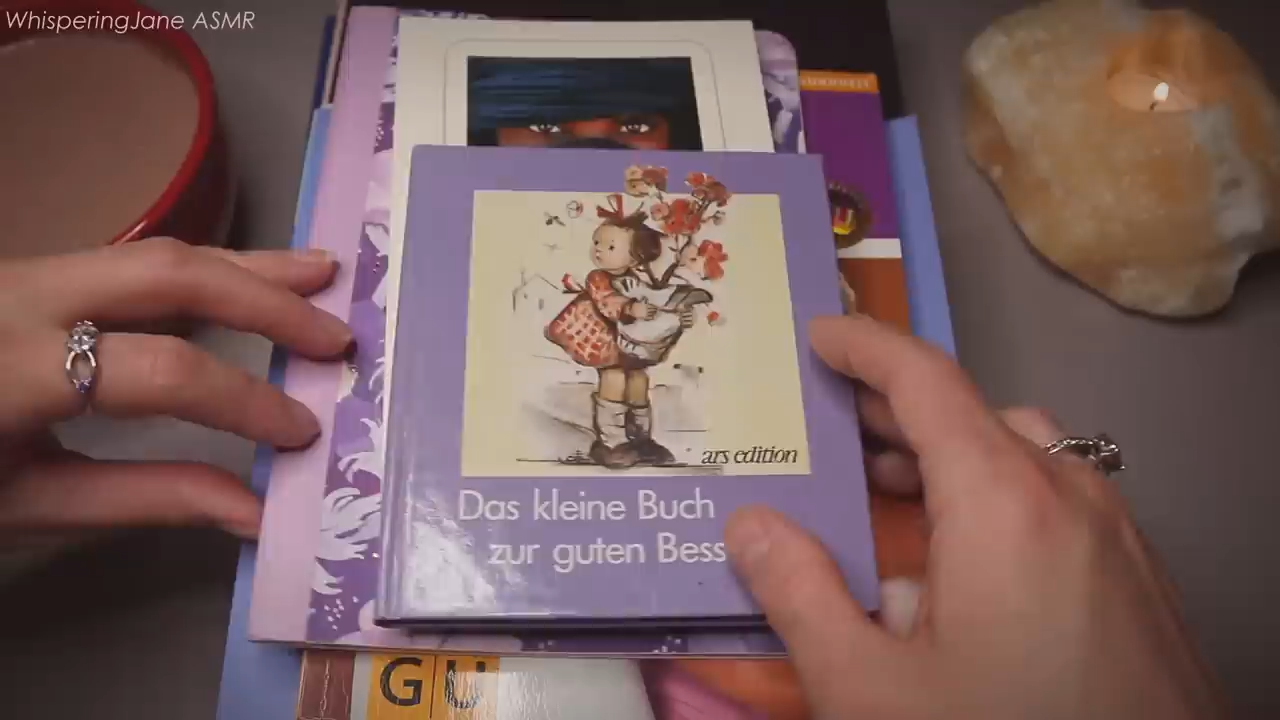 WhisperingJane ASMR
ars edition
Das kleine Buch
zur guten Bess
GU